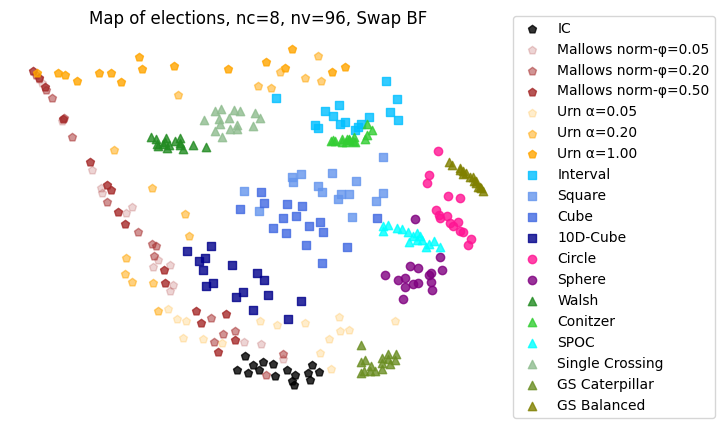 Map of elections, nc=8, nv=96, Swap BF
IC
Mallows norm-φ=0.05
Mallows norm-φ=0.20
Mallows norm-φ=0.50
Urn α=0.05
Urn α=0.20
Urn α=1.00
Interval
Square
Cube
10D-Cube
Circle
Sphere
Walsh
Conitzer
SPOC
Single Crossing
GS Caterpillar
GS Balanced